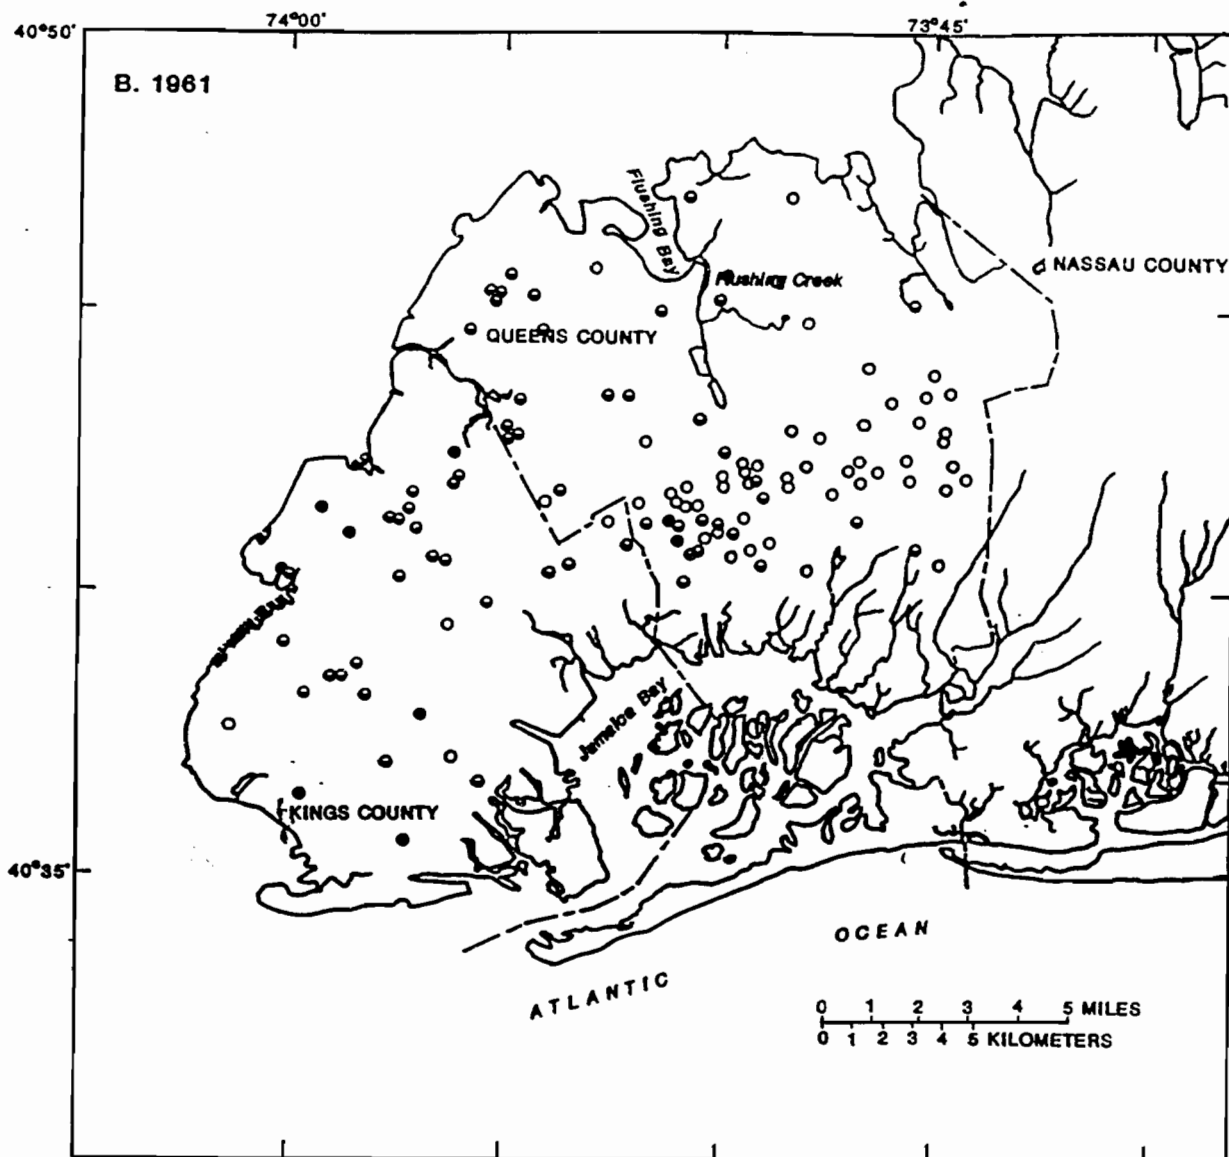 74°00'
73°45'
40°50'
B. 1961
Flushing Bay
NASSAU COUNTY
Flushing Creek
QUEENS COUNTY
Jamaica Bay
KINGS COUNTY
40°35'
OCEAN
ATLANTIC
0 1 2 3 4 5 MILES
0 1 2 3 4 5 KILOMETERS